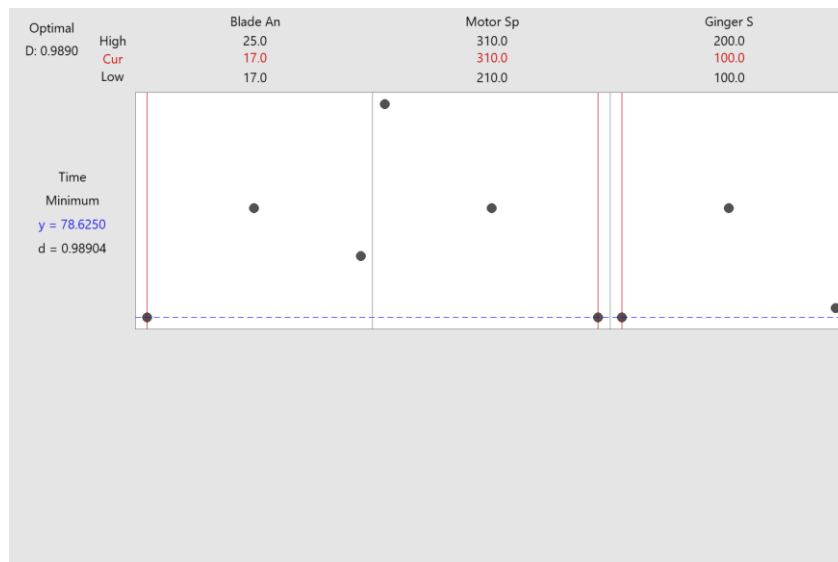 Optimal
D: 0.9890
Blade An Motor Sp Ginger S
High 25.0 310.0 200.0
Cur 17.0 310.0 100.0
Low 17.0 210.0 100.0
Time
Minimum
y = 78.6250
d = 0.98904